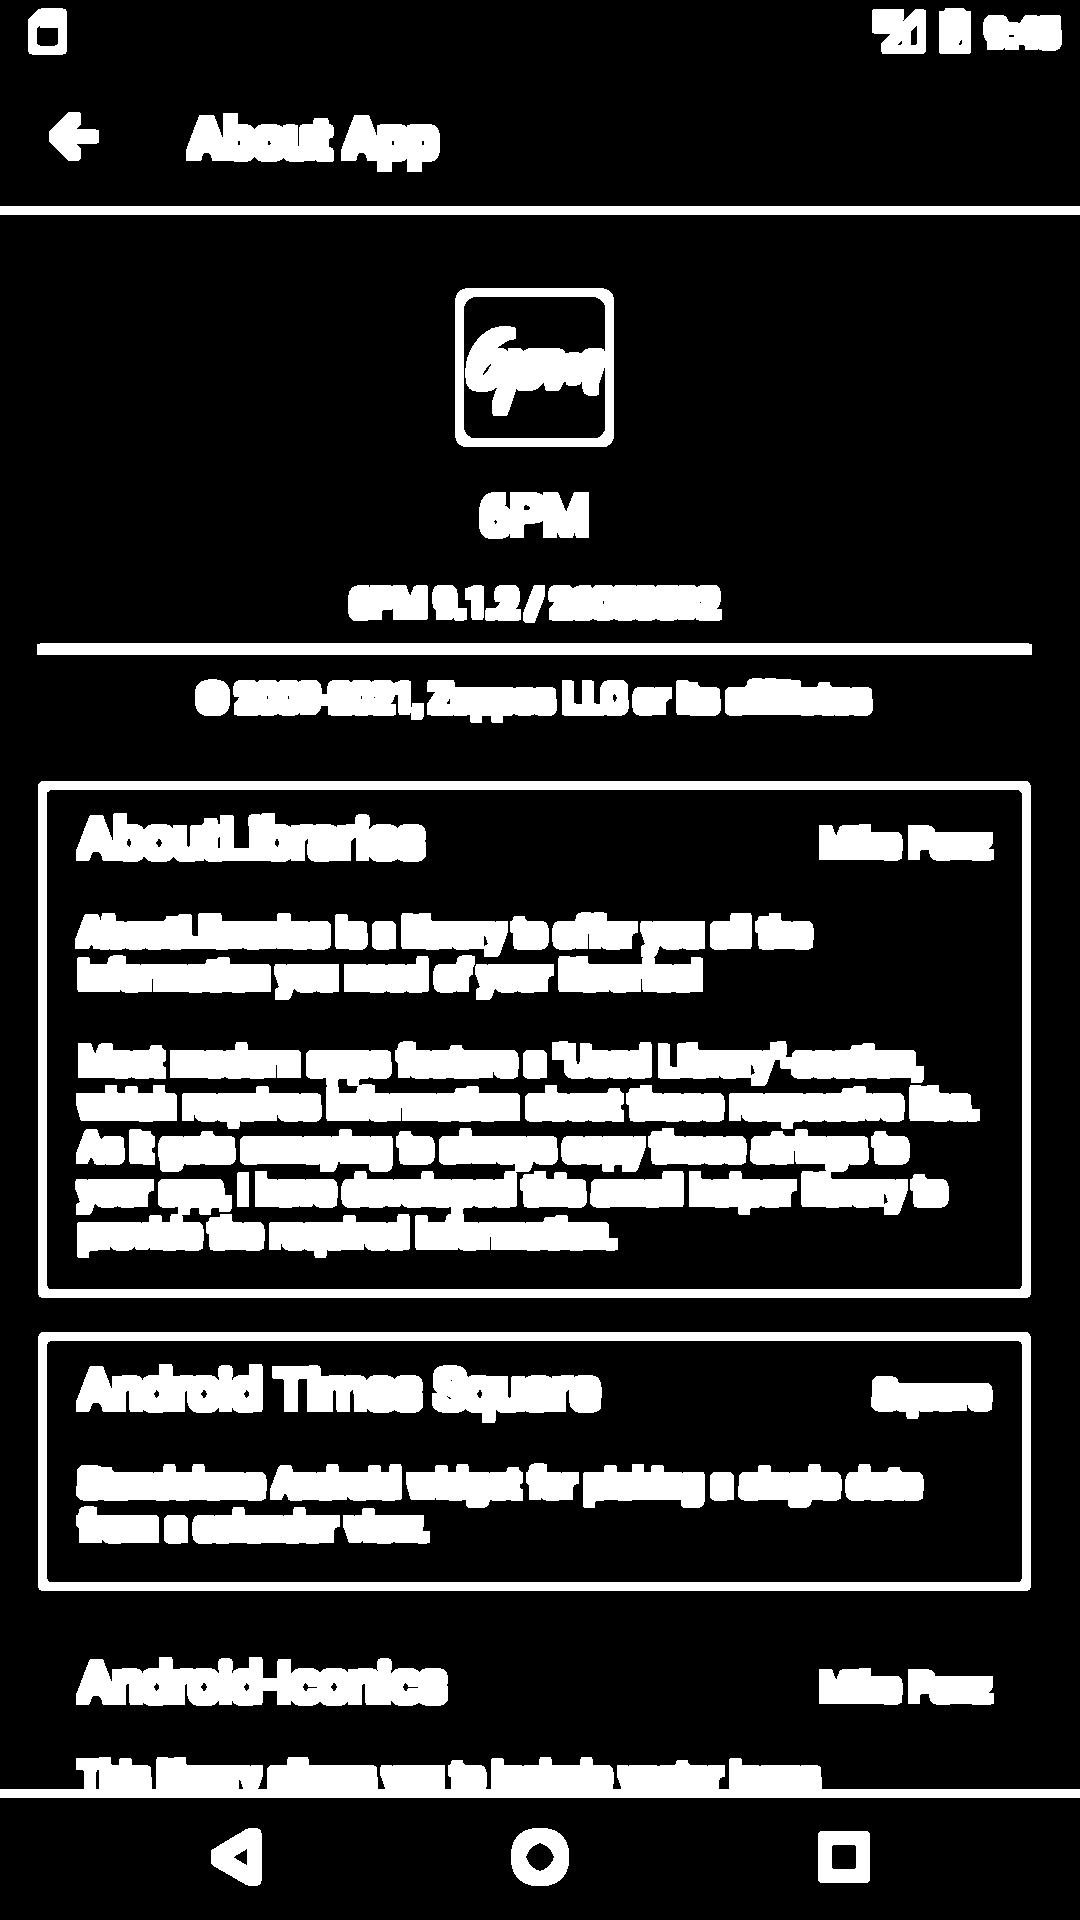 About App
6pm
6PM
6PM 9.1.2 /
© 2009-2021, Zappos LLC or its affiliates
AboutLibraries
Mike Penz
AboutLibraries is a library to offer you all the
information you need of your libraries!
Most modern apps feature a "Used Library"-section,
which requires information about those respective libs.
As it gets annoying to always copy those strings to
your app, I have developed this small helper library to
provide the required information.
Android Times Square
Square
Standalone Android widget for picking a single date
from a calendar view.
Android-Iconics
Mike Penz
This library allows you to include vector icons